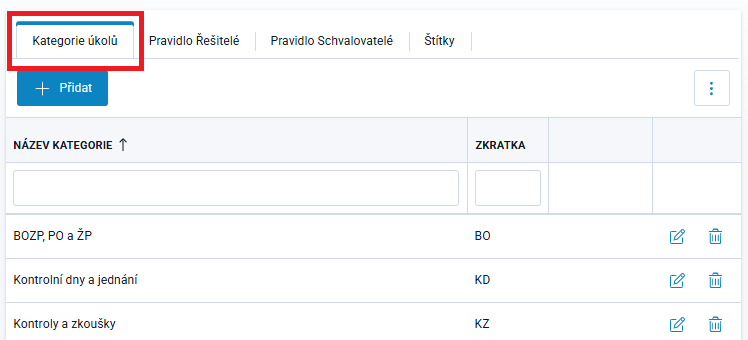 Kategorie úkolů Pravidlo Řešitelé Pravidlo Schvalovatelé Štítky
Přidat
NÁZEV KATEGORIE ZKRATKA
BOZP, PO a ŽP BO
Kontrolní dny a jednání KD
Kontroly a zkoušky KZ